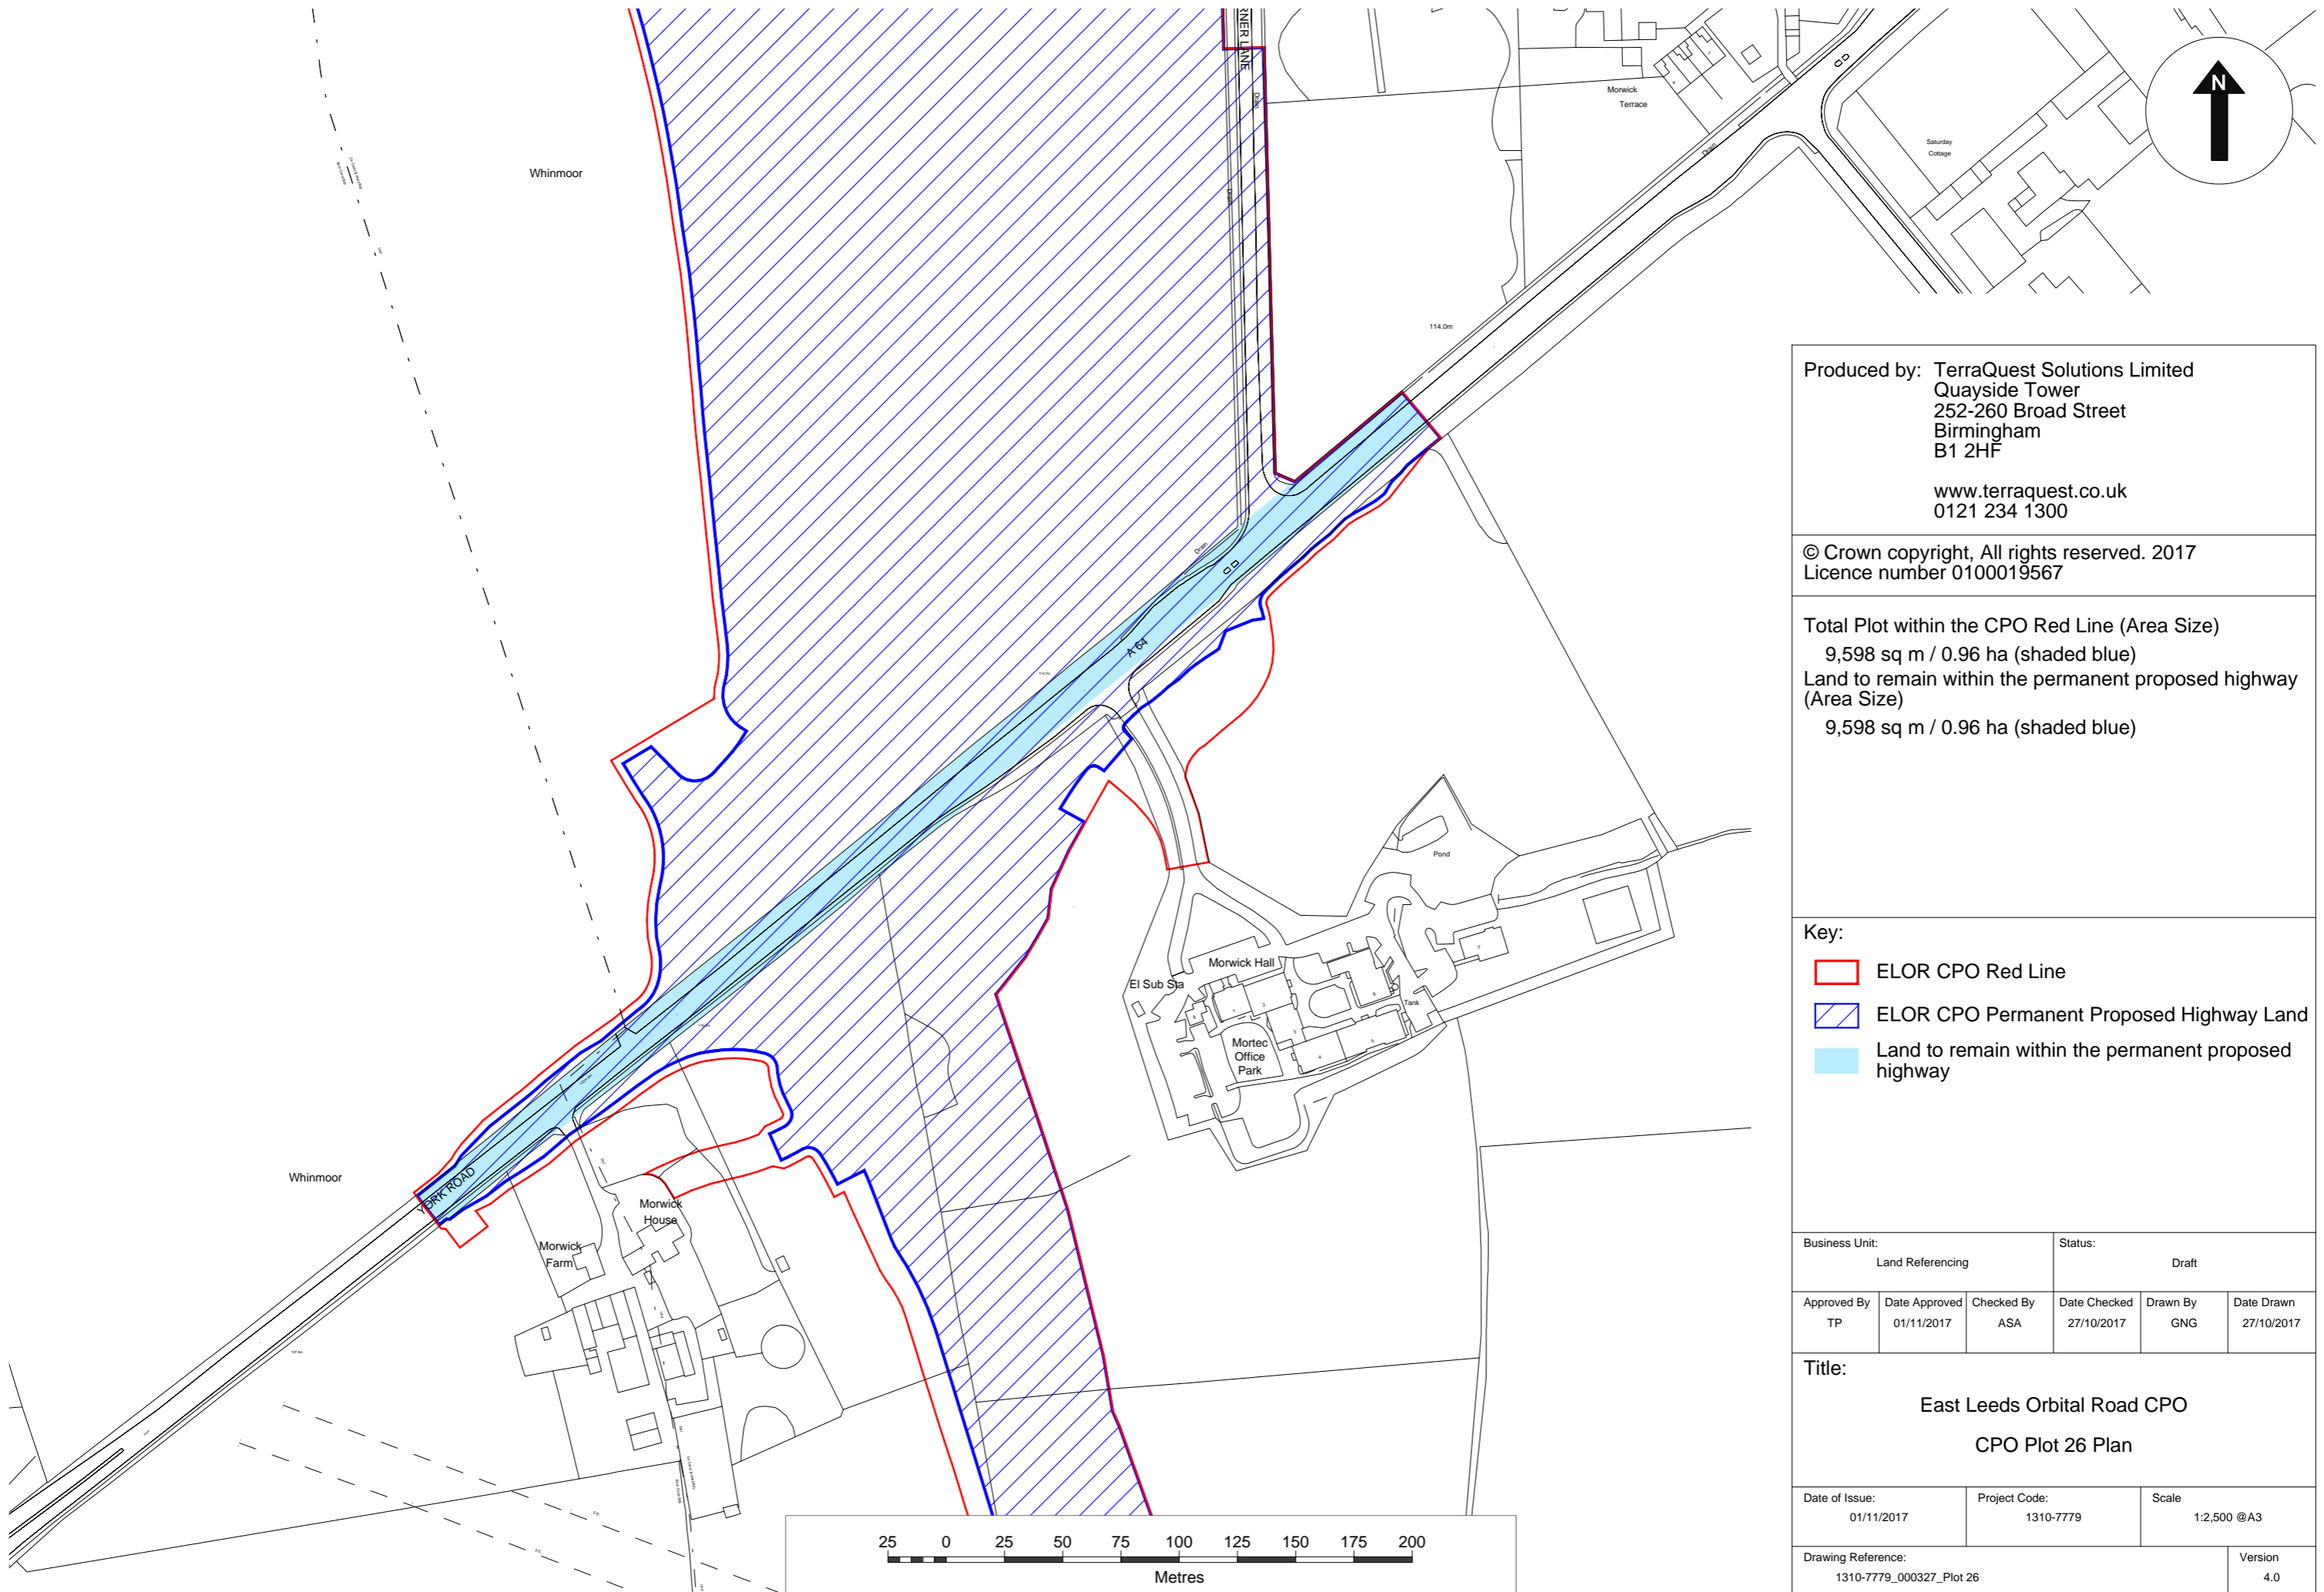 RNER LANE
Drain
Drain
Whinmoor
Morwick
Terrace
Drain
Saturday
Cottage
N
114.0m
Drain
A 64
Pond
Morwick Hall
El Sub Sta
Tank
Mortec
Office
Park
Whinmoor
YORK ROAD
Morwick
House
Morwick
Farm
25 0 25 50 75 100 125 150 175 200
Metres
Produced by: TerraQuest Solutions Limited
Quayside Tower
252-260 Broad Street
Birmingham
B1 2HF
www.terraquest.co.uk
0121 234 1300
© Crown copyright, All rights reserved. 2017
Licence number 0100019567
Total Plot within the CPO Red Line (Area Size)
9,598 sq m / 0.96 ha (shaded blue)
Land to remain within the permanent proposed highway
(Area Size)
9,598 sq m / 0.96 ha (shaded blue)
Key:
ELOR CPO Red Line
ELOR CPO Permanent Proposed Highway Land
Land to remain within the permanent proposed
highway
Business Unit:
Land Referencing
Status:
Draft
Approved By
TP
Date Approved
01/11/2017
Checked By
ASA
Date Checked
27/10/2017
Drawn By
GNG
Date Drawn
27/10/2017
Title:
East Leeds Orbital Road CPO
CPO Plot 26 Plan
Date of Issue:
01/11/2017
Project Code:
1310-7779
Scale
1:2,500 @A3
Drawing Reference:
1310-7779_000327_Plot 26
Version
4.0